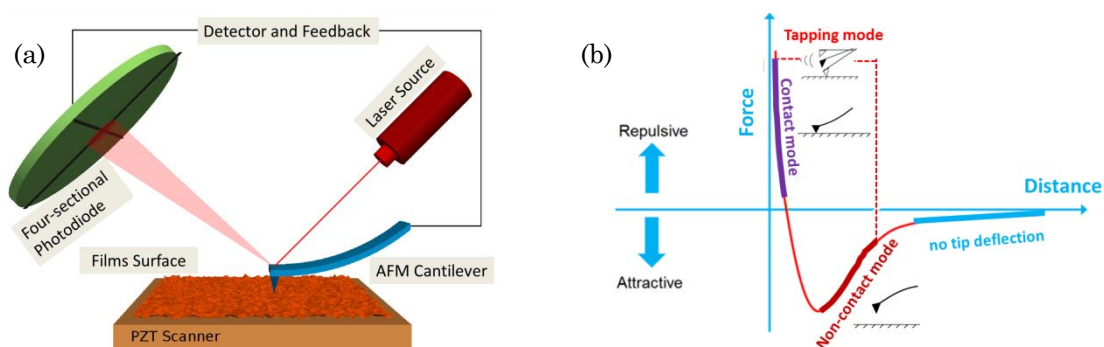 (a)
Detector and Feedback
Laser Source
Four-sectional
Photodiode
Films Surface
AFM Cantilever
PZT Scanner
(b)
Tapping mode
Force
Contact mode
Repulsive
Attractive
Distance
no tip deflection
Non-contact mode